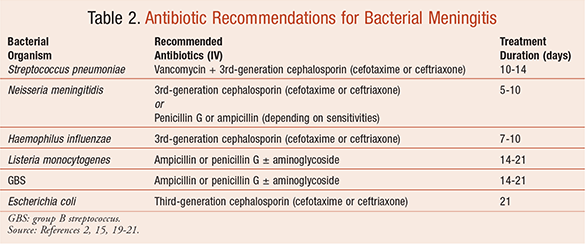 Table 2. Antibiotic Recommendations for Bacterial Meningitis
Bacterial Organism Recommended Antibiotics (IV) Treatment Duration (days)
Streptococcus pneumoniae Vancomycin + 3rd-generation cephalosporin (cefotaxime or ceftriaxone) 10-14
Neisseria meningitidis 3rd-generation cephalosporin (cefotaxime or ceftriaxone) 5-10
or
Penicillin G or ampicillin (depending on sensitivities)
Haemophilus influenzae 3rd-generation cephalosporin (cefotaxime or ceftriaxone) 7-10
Listeria monocytogenes Ampicillin or penicillin G ± aminoglycoside 14-21
GBS Ampicillin or penicillin G ± aminoglycoside 14-21
Escherichia coli Third-generation cephalosporin (cefotaxime or ceftriaxone) 21
GBS: group B streptococcus.
Source: References 2, 15, 19-21.